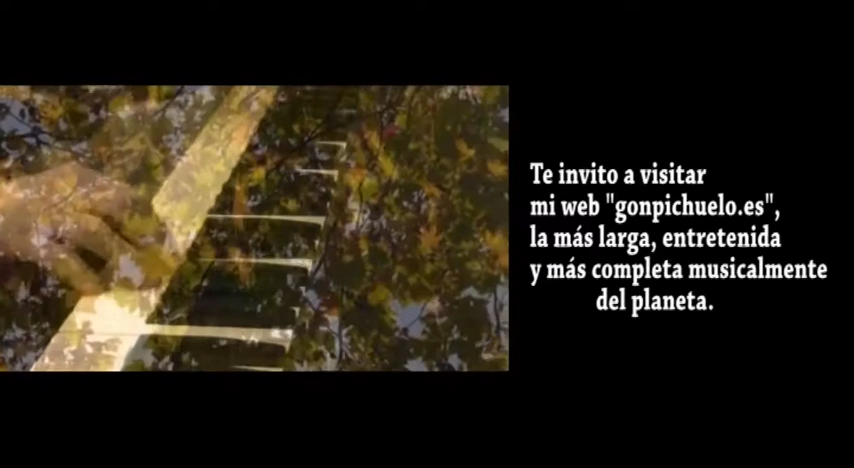 Te invito a visitar
mi web "gonpichuelo.es",
la más larga, entretenida
y más completa musicalmente
del planeta.